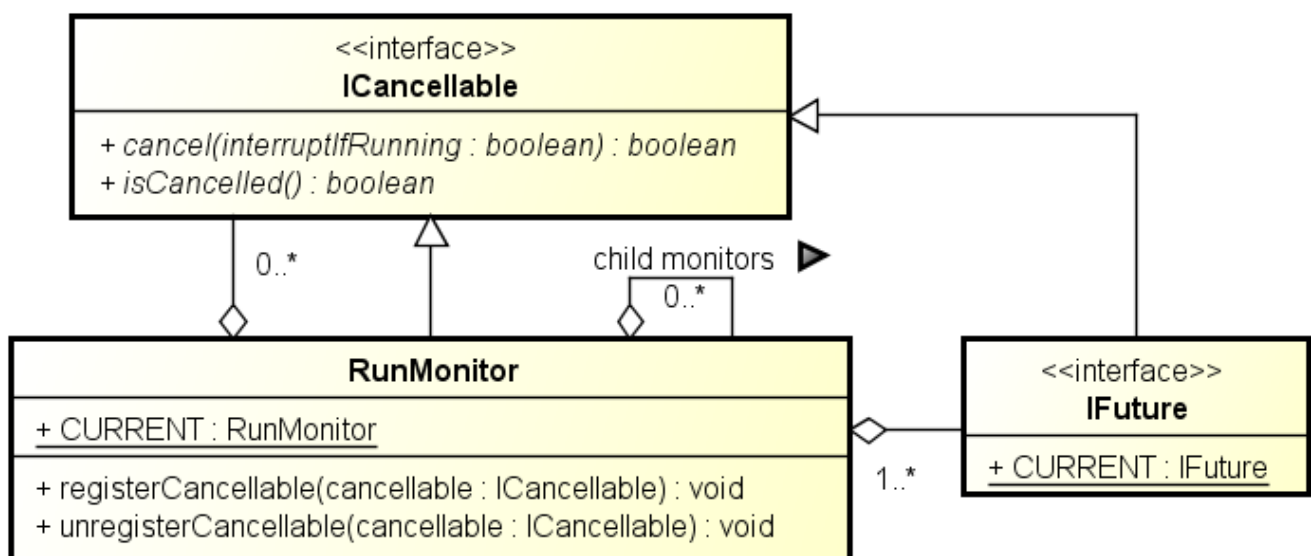 <<interface>>
ICancellable
+ cancel(interruptIfRunning : boolean) : boolean
+ isCancelled() : boolean
0..*
child monitors
0..*
RunMonitor
+ CURRENT : RunMonitor
+ registerCancellable(cancellable : ICancellable) : void
+ unregisterCancellable(cancellable : ICancellable) : void
1..*
<<interface>>
IFuture
+ CURRENT : IFuture